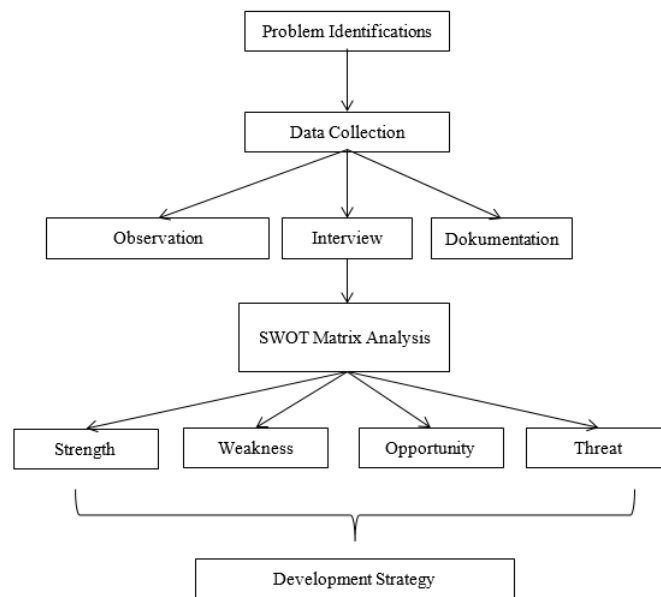 Problem Identifications
Data Collection
Observation
Interview
Dokumentation
SWOT Matrix Analysis
Strength
Weakness
Opportunity
Threat
Development Strategy